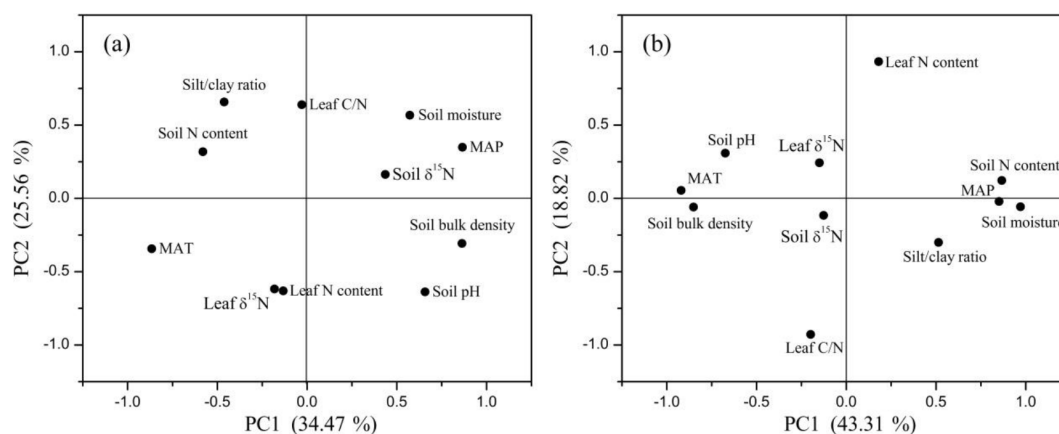 (a)
1.0
0.5
0.0
-0.5
-1.0
PC2 (25.56 %)
Silt/clay ratio
Leaf C/N
Soil moisture
Soil N content
MAP
Soil δ¹⁵N
Soil bulk density
MAT
Leaf δ¹⁵N
Leaf N content
Soil pH
-1.0 -0.5 0.0 0.5 1.0
PC1 (34.47 %)
(b)
1.0
0.5
0.0
-0.5
-1.0
PC2 (18.82 %)
Leaf N content
Soil pH
Leaf δ¹⁵N
Soil N content
MAT
MAP
Soil bulk density
Soil δ¹⁵N
Soil moisture
Silt/clay ratio
Leaf C/N
-1.0 -0.5 0.0 0.5 1.0
PC1 (43.31 %)